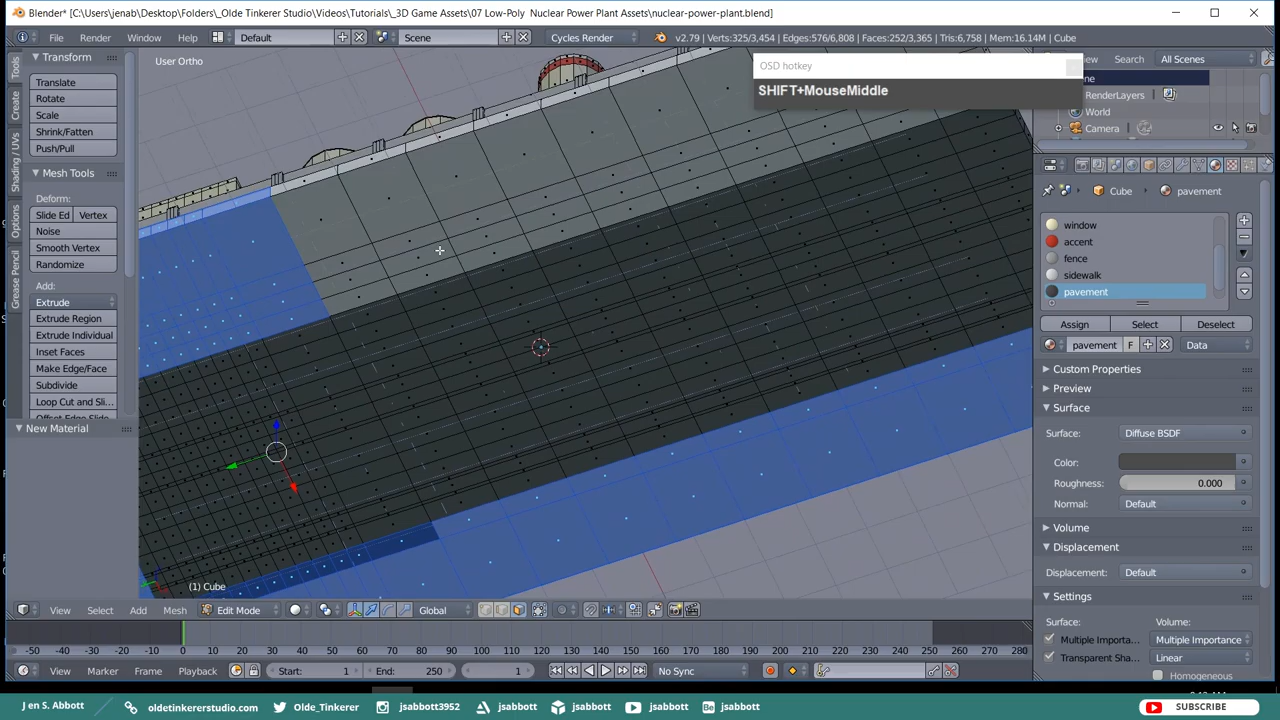 Blender* [C:\Users\jenab\Desktop\Folders\_Olde Tinkerer Studio\Videos\Tutorials\_3D Game Assets\07 Low-Poly  Nuclear Power Plant Assets\nuclear-power-plant.blend]
File Render Window Help Default Scene Cycles Render v2.79 | Verts:325/3,454 | Edges:576/6,808 | Faces:252/3,365 | Tris:6,758 | Mem:16.14M | Cube
Tools
Create
Shading / UVs
Options
Grease Pencil
Transform
Translate
Rotate
Scale
Shrink/Fatten
Push/Pull
Mesh Tools
Deform:
Slide Ed Vertex
Noise
Smooth Vertex
Randomize
Add:
Extrude
Extrude Region
Extrude Individual
Inset Faces
Make Edge/Face
Subdivide
Loop Cut and Sli...
Offset Edge Slide
New Material
User Ortho
OSD hotkey
SHIFT+MouseMiddle
(1) Cube
Search All Scenes
RenderLayers
World
Camera
Cube pavement
window
accent
fence
sidewalk
pavement
Assign Select Deselect
pavement F Data
Custom Properties
Preview
Surface
Surface: Diffuse BSDF
Color:
Roughness: 0.000
Normal: Default
Volume
Displacement
Displacement: Default
Settings
Surface: Volume:
Multiple Importa... Multiple Importance
Transparent Sha... Linear
Homogeneous
View Select Add Mesh Edit Mode Global
-50 -40 -30 -20 -10 0 10 20 30 40 50 60 70 80 90 100 110 120 130 140 150 160 170 180 190 200 210 220 230 240 250 260 270 280
View Marker Frame Playback Start: 1 End: 250 1 No Sync
J en S. Abbott oldetinkererstudio.com Olde_Tinkerer jsabbott3952 jsabbott jsabbott jsabbott jsabbott SUBSCRIBE